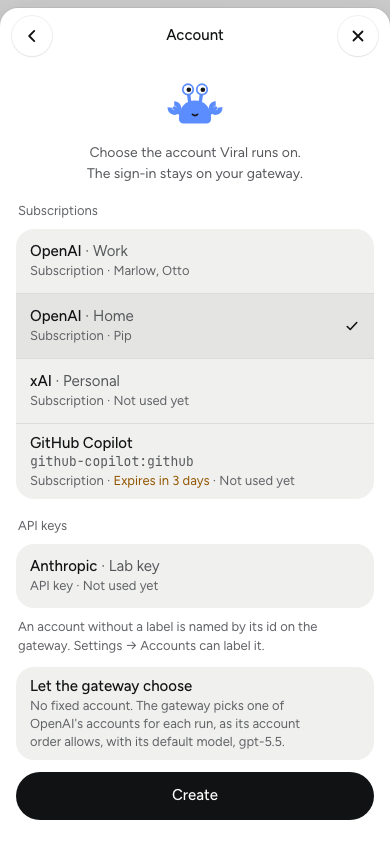 Account
Choose the account Viral runs on.
The sign-in stays on your gateway.
Subscriptions
OpenAI · Work
Subscription · Marlow, Otto
OpenAI · Home
Subscription · Pip
xAI · Personal
Subscription · Not used yet
GitHub Copilot
github-copilot:github
Subscription · Expires in 3 days · Not used yet
API keys
Anthropic · Lab key
API key · Not used yet
An account without a label is named by its id on the
gateway. Settings → Accounts can label it.
Let the gateway choose
No fixed account. The gateway picks one of
OpenAI's accounts for each run, as its account
order allows, with its default model, gpt-5.5.
Create